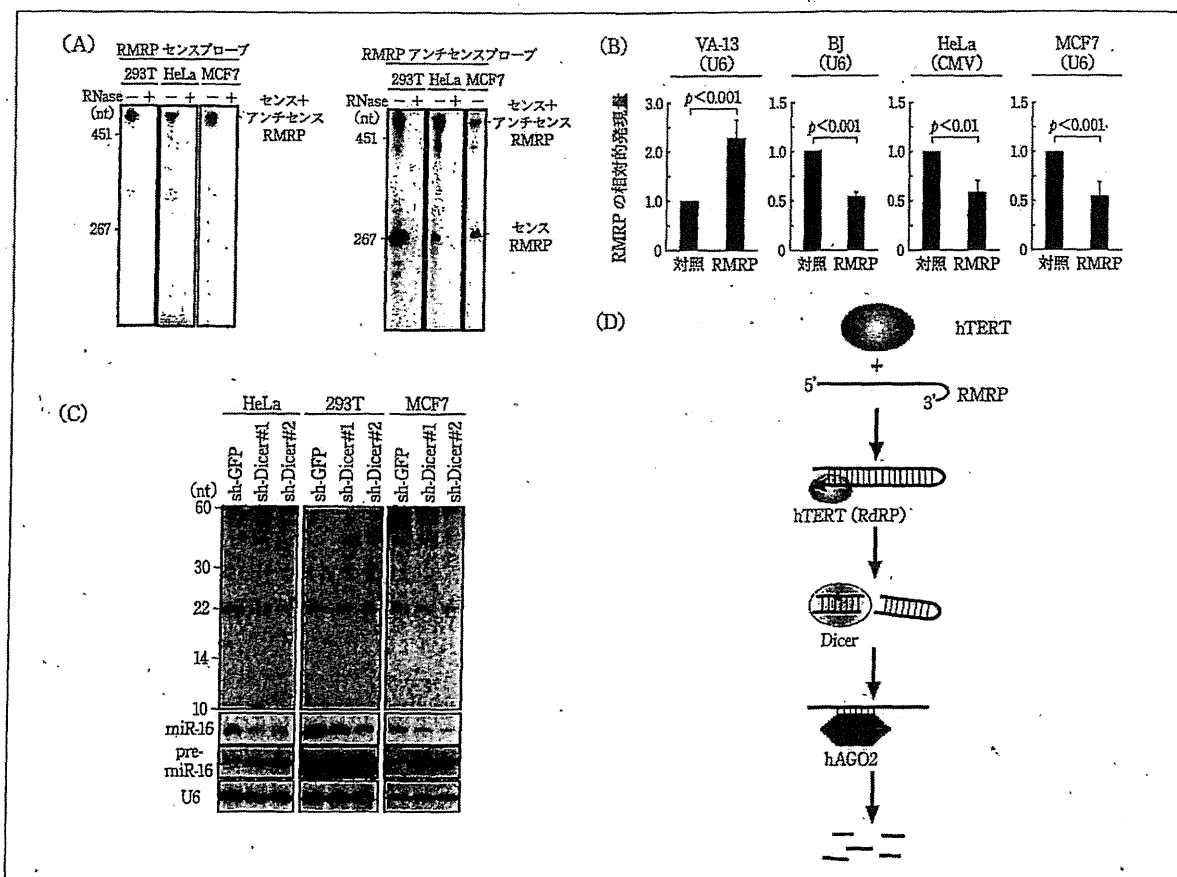 (A)
RMRP センスプローブ
293T HeLa MCF7
RNase − + − + − +
(nt)
451
267
センス+
アンチセンス
RMRP
RMRP アンチセンスプローブ
293T HeLa MCF7
RNase − + − + −
(nt)
451
267
センス+
アンチセンス
RMRP
センス
RMRP
(B)
RMRP の相対的発現量
VA-13
(U6)
p<0.001
3.0
2.0
1.0
0
対照 RMRP
BJ
(U6)
p<0.001
1.5
1.0
0.5
0
対照 RMRP
HeLa
(CMV)
p<0.01
1.5
1.0
0.5
0
対照 RMRP
MCF7
(U6)
p<0.001
1.5
1.0
0.5
0
対照 RMRP
(C)
HeLa 293T MCF7
(nt)
sh-GFP
sh-Dicer#1
sh-Dicer#2
sh-GFP
sh-Dicer#1
sh-Dicer#2
sh-GFP
sh-Dicer#1
sh-Dicer#2
60
30
22
14
10
miR-16
pre-
miR-16
U6
(D)
hTERT
+
5'
3'
RMRP
hTERT (RdRP)
Dicer
hAGO2